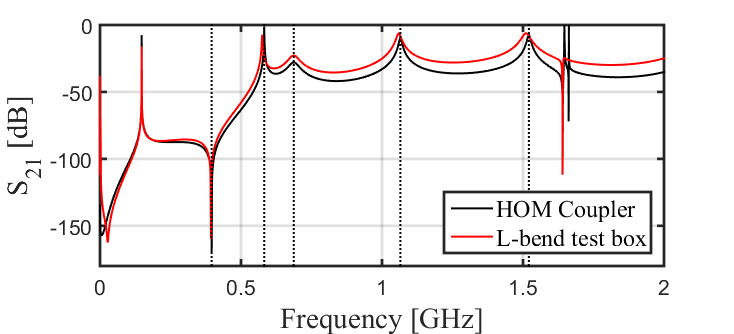 0
-50
-100
-150
S21 [dB]
HOM Coupler
L-bend test box
0 0.5 1 1.5 2
Frequency [GHz]